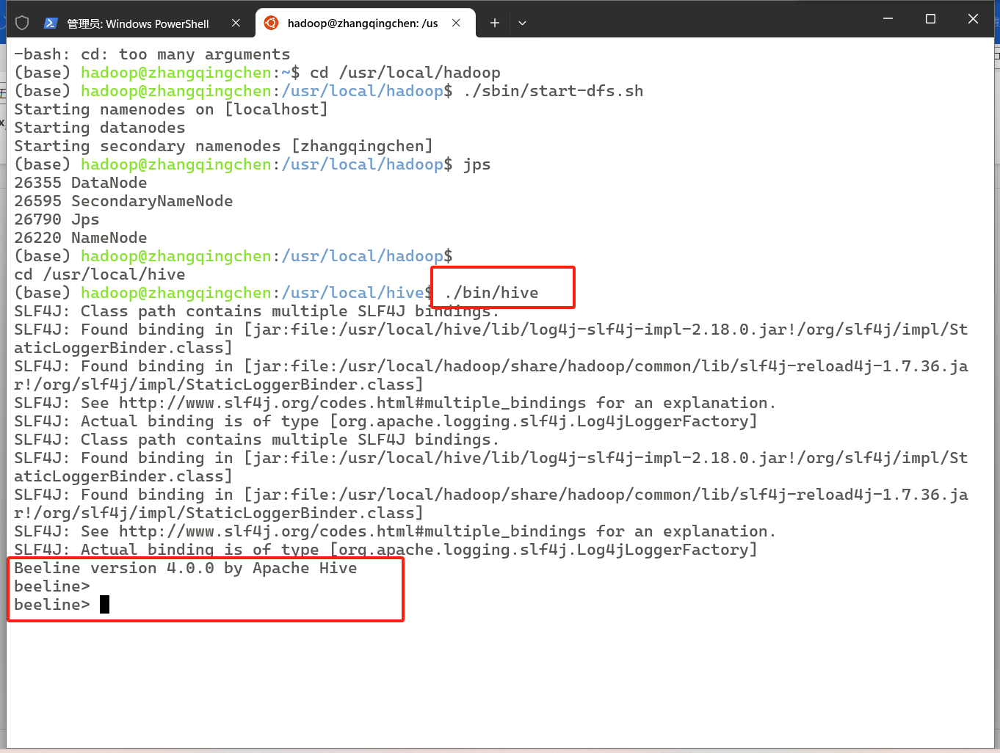 管理员: Windows PowerShell
hadoop@zhangqingchen: /us
-bash: cd: too many arguments
(base) hadoop@zhangqingchen:~$ cd /usr/local/hadoop
(base) hadoop@zhangqingchen:/usr/local/hadoop$ ./sbin/start-dfs.sh
Starting namenodes on [localhost]
Starting datanodes
Starting secondary namenodes [zhangqingchen]
(base) hadoop@zhangqingchen:/usr/local/hadoop$ jps
26355 DataNode
26595 SecondaryNameNode
26790 Jps
26220 NameNode
(base) hadoop@zhangqingchen:/usr/local/hadoop$
cd /usr/local/hive
(base) hadoop@zhangqingchen:/usr/local/hive$ ./bin/hive
SLF4J: Class path contains multiple SLF4J bindings.
SLF4J: Found binding in [jar:file:/usr/local/hive/lib/log4j-slf4j-impl-2.18.0.jar!/org/slf4j/impl/St
aticLoggerBinder.class]
SLF4J: Found binding in [jar:file:/usr/local/hadoop/share/hadoop/common/lib/slf4j-reload4j-1.7.36.ja
r!/org/slf4j/impl/StaticLoggerBinder.class]
SLF4J: See http://www.slf4j.org/codes.html#multiple_bindings for an explanation.
SLF4J: Actual binding is of type [org.apache.logging.slf4j.Log4jLoggerFactory]
SLF4J: Class path contains multiple SLF4J bindings.
SLF4J: Found binding in [jar:file:/usr/local/hive/lib/log4j-slf4j-impl-2.18.0.jar!/org/slf4j/impl/St
aticLoggerBinder.class]
SLF4J: Found binding in [jar:file:/usr/local/hadoop/share/hadoop/common/lib/slf4j-reload4j-1.7.36.ja
r!/org/slf4j/impl/StaticLoggerBinder.class]
SLF4J: See http://www.slf4j.org/codes.html#multiple_bindings for an explanation.
SLF4J: Actual binding is of type [org.apache.logging.slf4j.Log4jLoggerFactory]
Beeline version 4.0.0 by Apache Hive
beeline>
beeline>